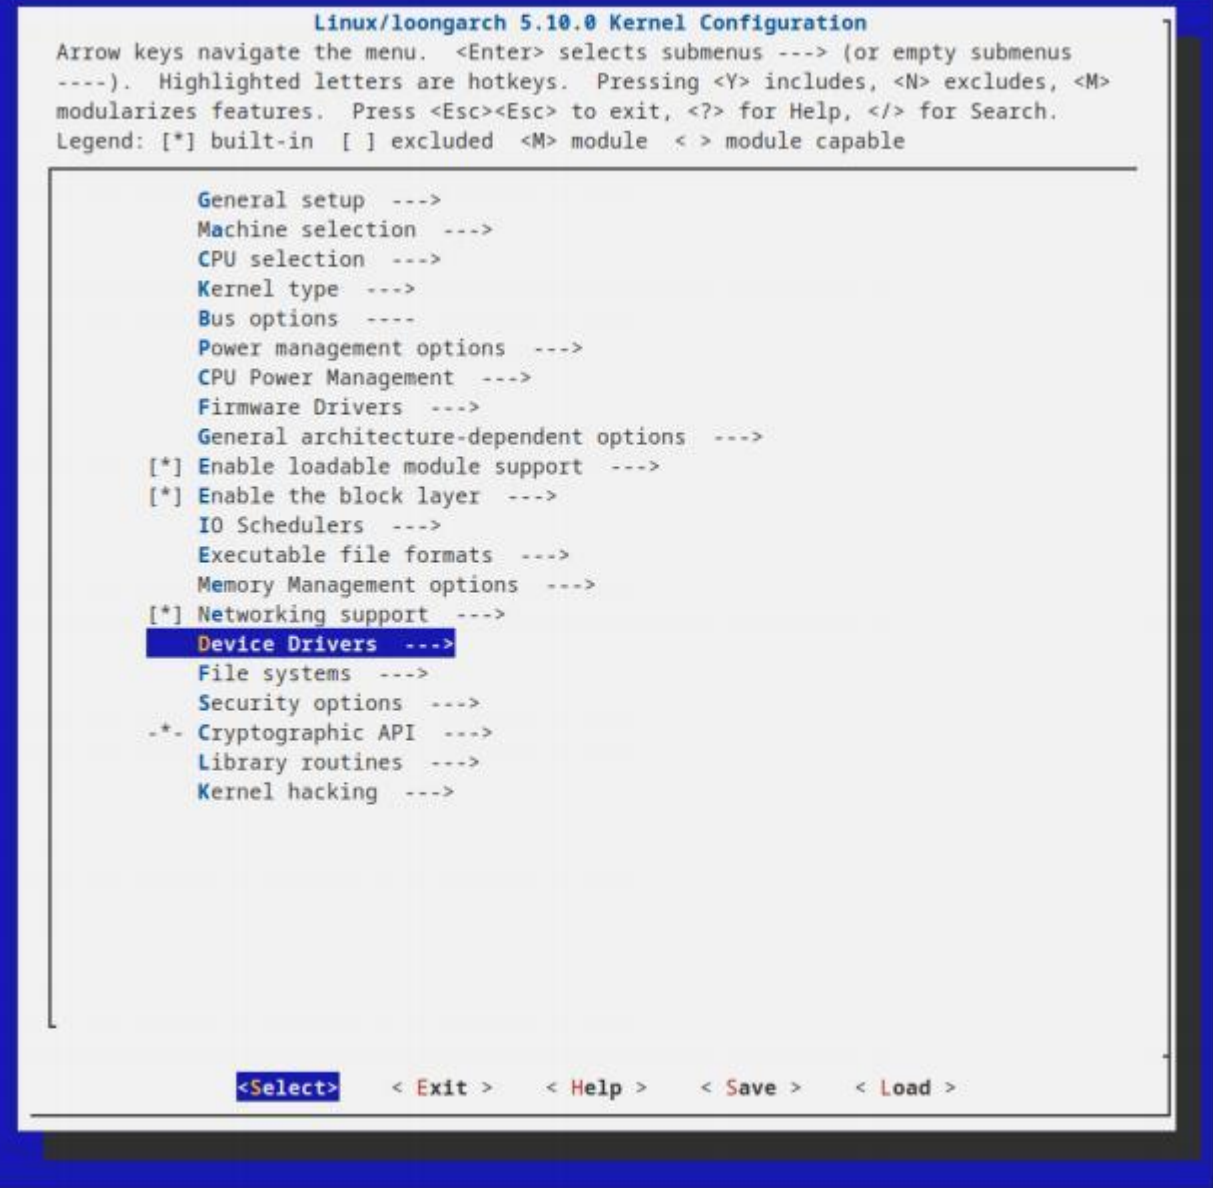 Linux/loongarch 5.10.0 Kernel Configuration
Arrow keys navigate the menu.  <Enter> selects submenus ---> (or empty submenus
----).  Highlighted letters are hotkeys.  Pressing <Y> includes, <N> excludes, <M>
modularizes features.  Press <Esc><Esc> to exit, <?> for Help, </> for Search.
Legend: [*] built-in  [ ] excluded  <M> module  < > module capable
General setup  --->
Machine selection  --->
CPU selection  --->
Kernel type  --->
Bus options  ----
Power management options  --->
CPU Power Management  --->
Firmware Drivers  --->
General architecture-dependent options  --->
[*] Enable loadable module support  --->
[*] Enable the block layer  --->
IO Schedulers  --->
Executable file formats  --->
Memory Management options  --->
[*] Networking support  --->
Device Drivers  --->
File systems  --->
Security options  --->
-*- Cryptographic API  --->
Library routines  --->
Kernel hacking  --->
<Select>    < Exit >    < Help >    < Save >    < Load >